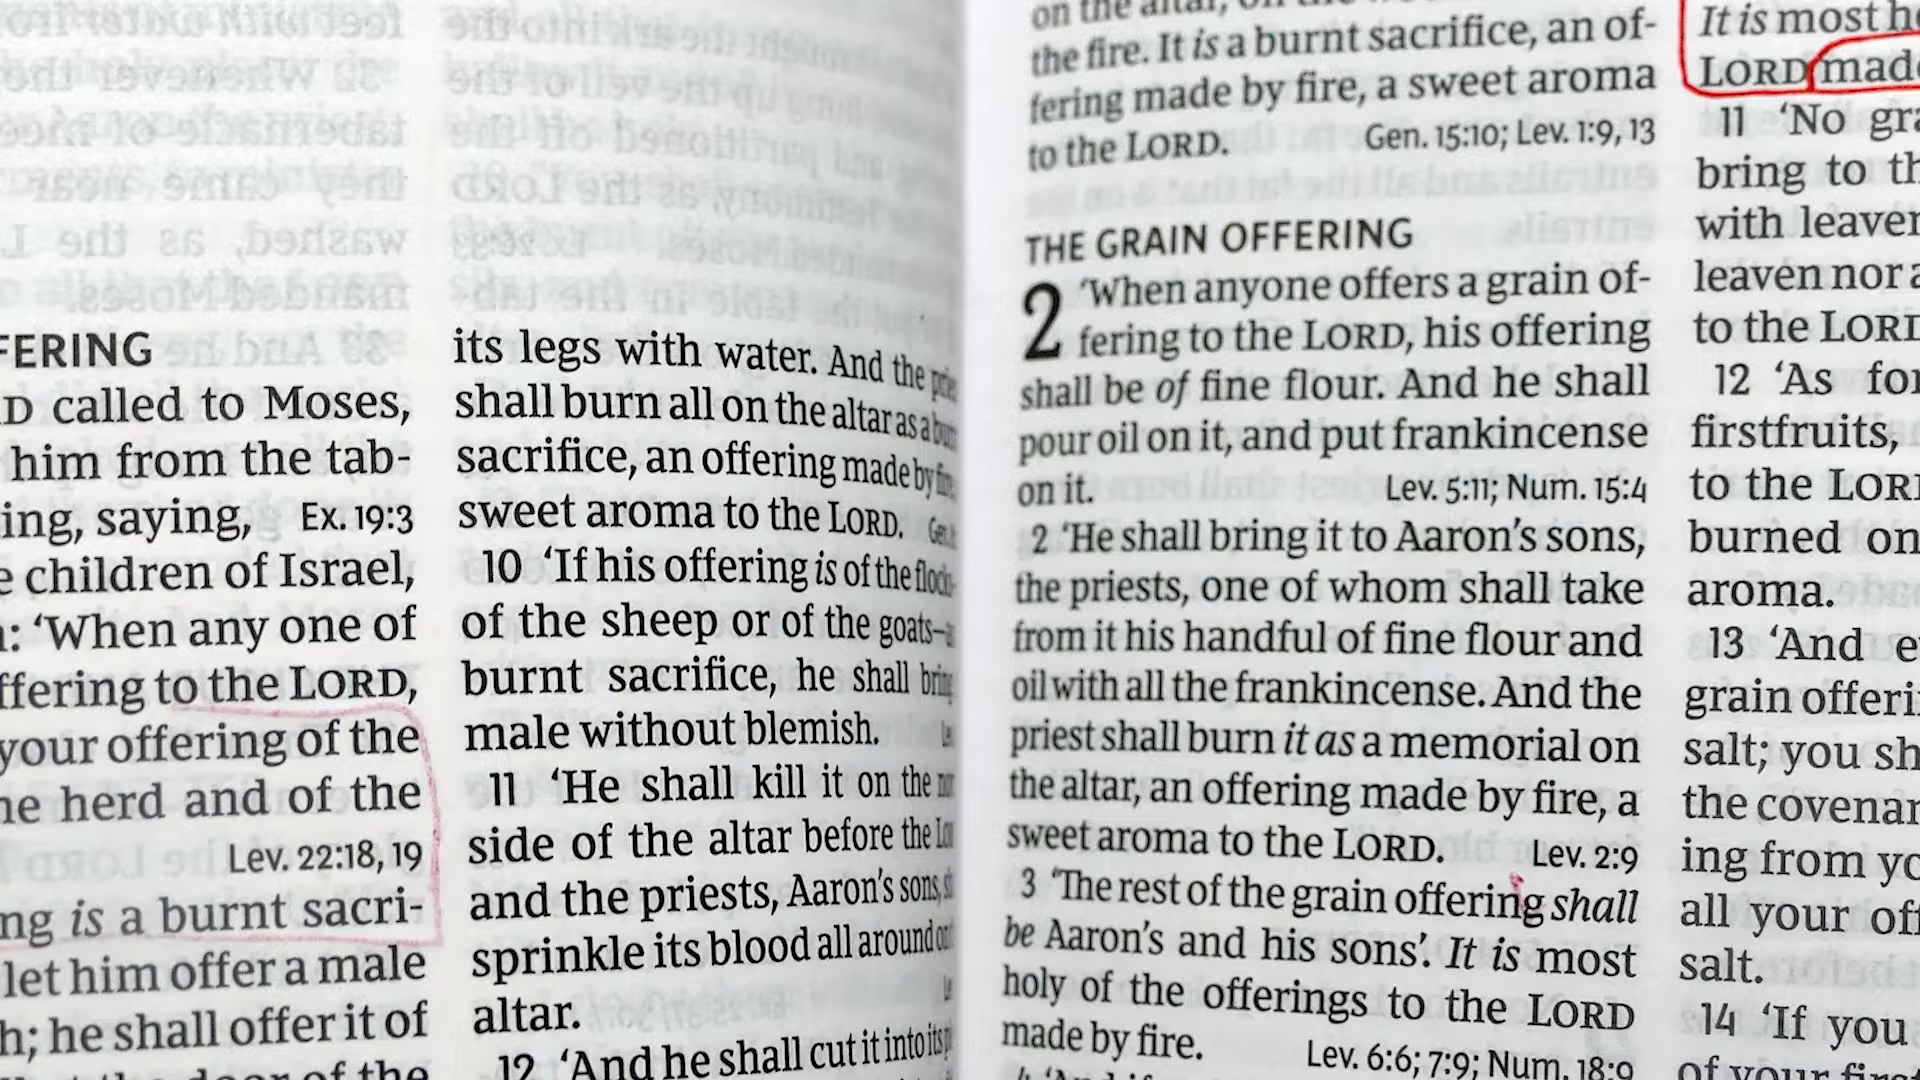 FERING
called to Moses,
him from the tab-
ing, saying, Ex. 19:3
children of Israel,
: ‘When any one of
ffering to the LORD,
your offering of the
herd and of the
Lev. 22:18, 19
ng is a burnt sacri-
let him offer a male
h; he shall offer it of
door of the
its legs with water. And the
shall burn all on the altar as a
sacrifice, an offering made by
sweet aroma to the LORD.
10 ‘If his offering is of the
of the sheep or of the goats—
burnt sacrifice, he shall
male without blemish.
11 ‘He shall kill it on the
side of the altar before the
and the priests, Aaron’s sons,
sprinkle its blood all around
altar.
12 ‘And he shall cut it into its
on the altar,
the fire. It is a burnt sacrifice, an of-
fering made by fire, a sweet aroma
to the LORD. Gen. 15:10; Lev. 1:9, 13
THE GRAIN OFFERING
2 ‘When anyone offers a grain of-
fering to the LORD, his offering
shall be of fine flour. And he shall
pour oil on it, and put frankincense
on it. Lev. 5:11; Num. 15:4
2 ‘He shall bring it to Aaron’s sons,
the priests, one of whom shall take
from it his handful of fine flour and
oil with all the frankincense. And the
priest shall burn it as a memorial on
the altar, an offering made by fire, a
sweet aroma to the LORD. Lev. 2:9
3 ‘The rest of the grain offering shall
be Aaron’s and his sons’. It is most
holy of the offerings to the LORD
made by fire. Lev. 6:6; 7:9; Num. 18:9
It is most
LORD made
11 ‘No
bring to
with
leaven nor
to the LORD
12 ‘As for
firstfruits,
to the LORD
burned on
aroma.
13 ‘And
grain
salt; you
the
ing from
all your
salt.
14 ‘If you
of your